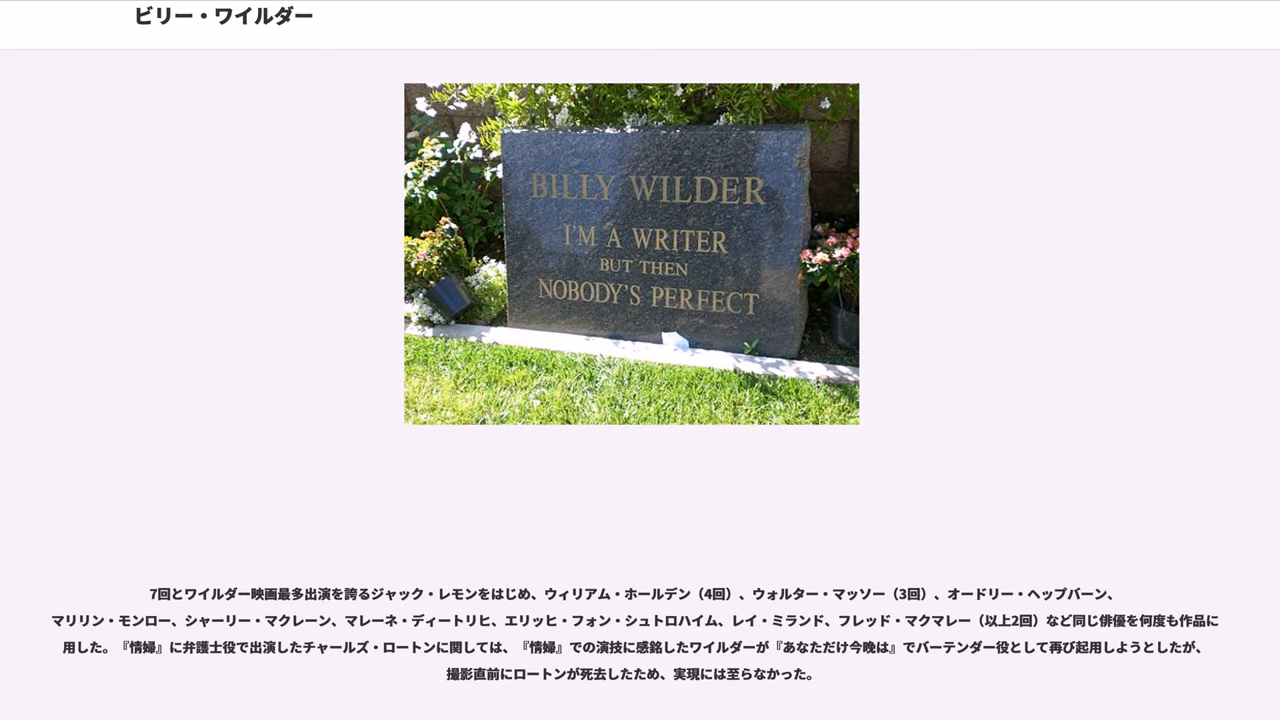 ビリー・ワイルダー
BILLY WILDER
I'M A WRITER
BUT THEN
NOBODY'S PERFECT
7回とワイルダー映画最多出演を誇るジャック・レモンをはじめ、ウィリアム・ホールデン（4回）、ウォルター・マッソー（3回）、オードリー・ヘップバーン、
マリリン・モンロー、シャーリー・マクレーン、マレーネ・ディートリヒ、エリッヒ・フォン・シュトロハイム、レイ・ミランド、フレッド・マクマレー（以上2回）など同じ俳優を何度も作品に
用した。『情婦』に弁護士役で出演したチャールズ・ロートンに関しては、『情婦』での演技に感銘したワイルダーが『あなただけ今晩は』でバーテンダー役として再び起用しようとしたが、
撮影直前にロートンが死去したため、実現には至らなかった。